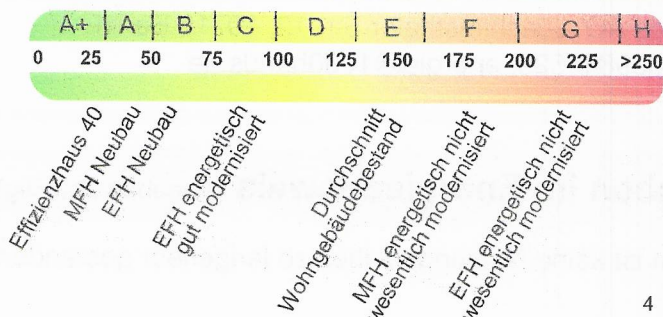 A+ | A | B | C | D | E | F | G | H
0 25 50 75 100 125 150 175 200 225 >250
Effizienzhaus 40
MFH Neubau
EFH Neubau
EFH energetisch
gut modernisiert
Durchschnitt
Wohngebäudebestand
MFH energetisch nicht
wesentlich modernisiert
EFH energetisch nicht
wesentlich modernisiert
4